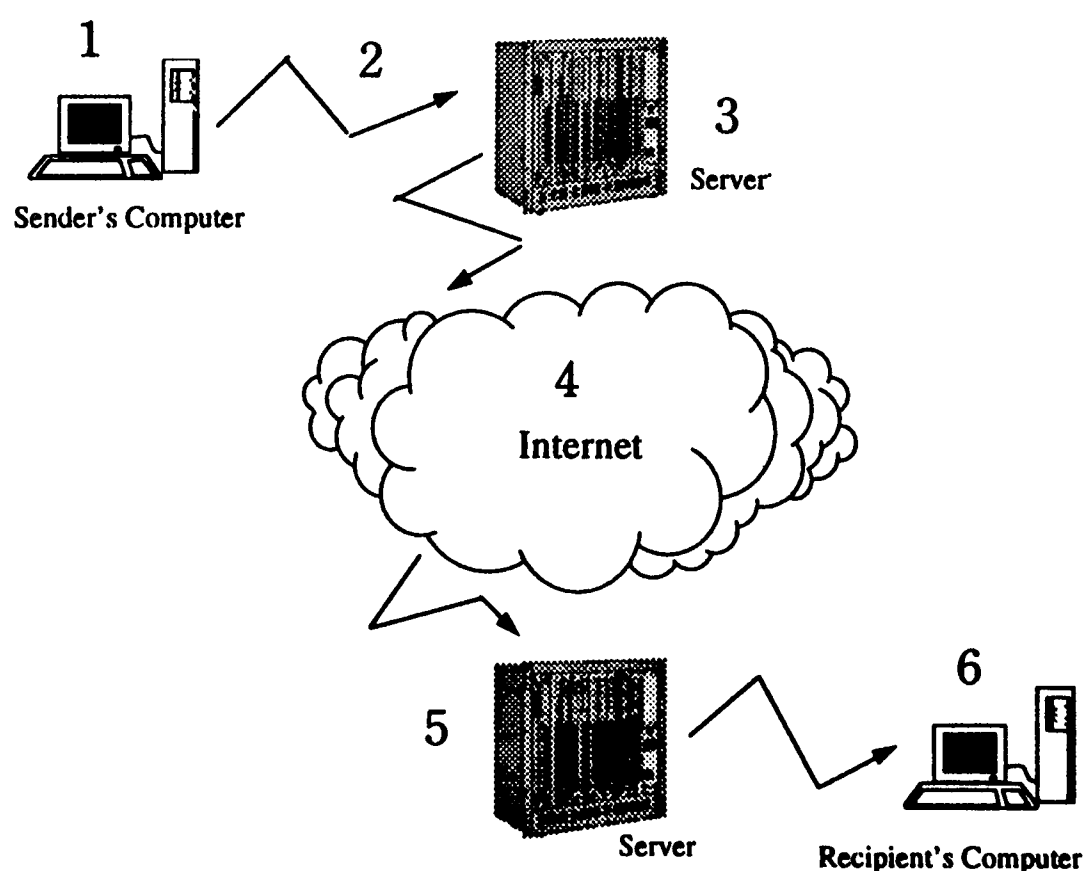 1
2
3
Server
Sender's Computer
4
Internet
5
Server
6
Recipient's Computer